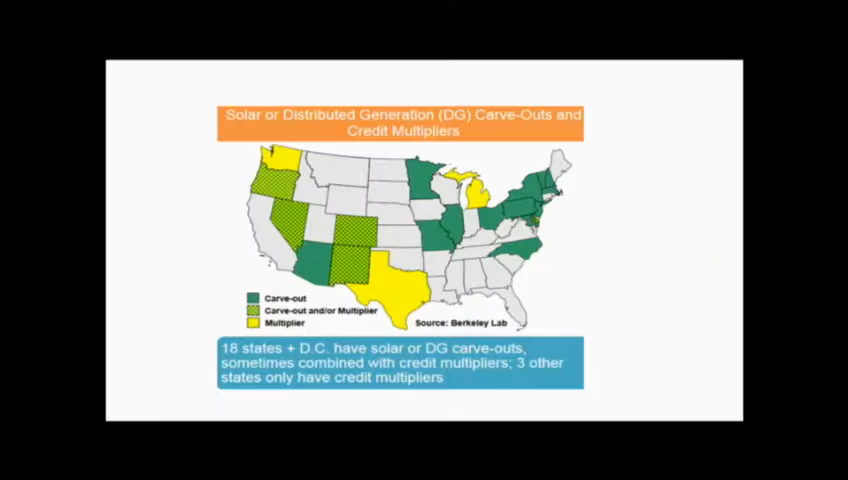 Solar or Distributed Generation (DG) Carve-Outs and
Credit Multipliers
Carve-out
Carve-out and/or Multiplier
Multiplier
Source: Berkeley Lab
18 states + D.C. have solar or DG carve-outs,
sometimes combined with credit multipliers; 3 other
states only have credit multipliers